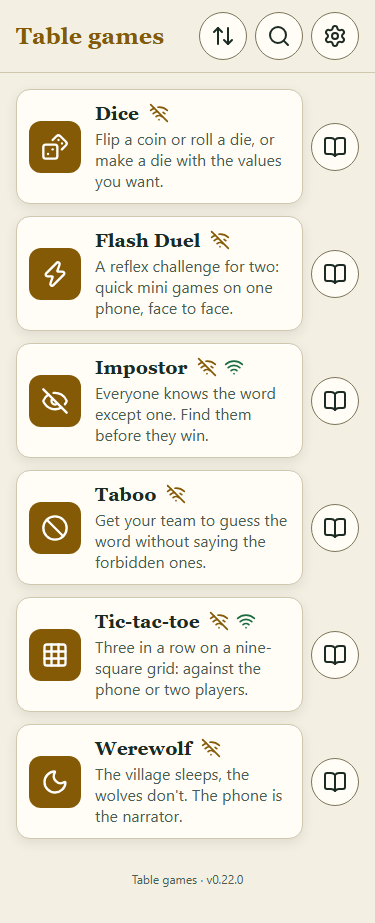 Table games
Dice
Flip a coin or roll a die, or
make a die with the values
you want.
Flash Duel
A reflex challenge for two:
quick mini games on one
phone, face to face.
Impostor
Everyone knows the word
except one. Find them
before they win.
Taboo
Get your team to guess the
word without saying the
forbidden ones.
Tic-tac-toe
Three in a row on a nine-
square grid: against the
phone or two players.
Werewolf
The village sleeps, the
wolves don't. The phone is
the narrator.
Table games · v0.22.0